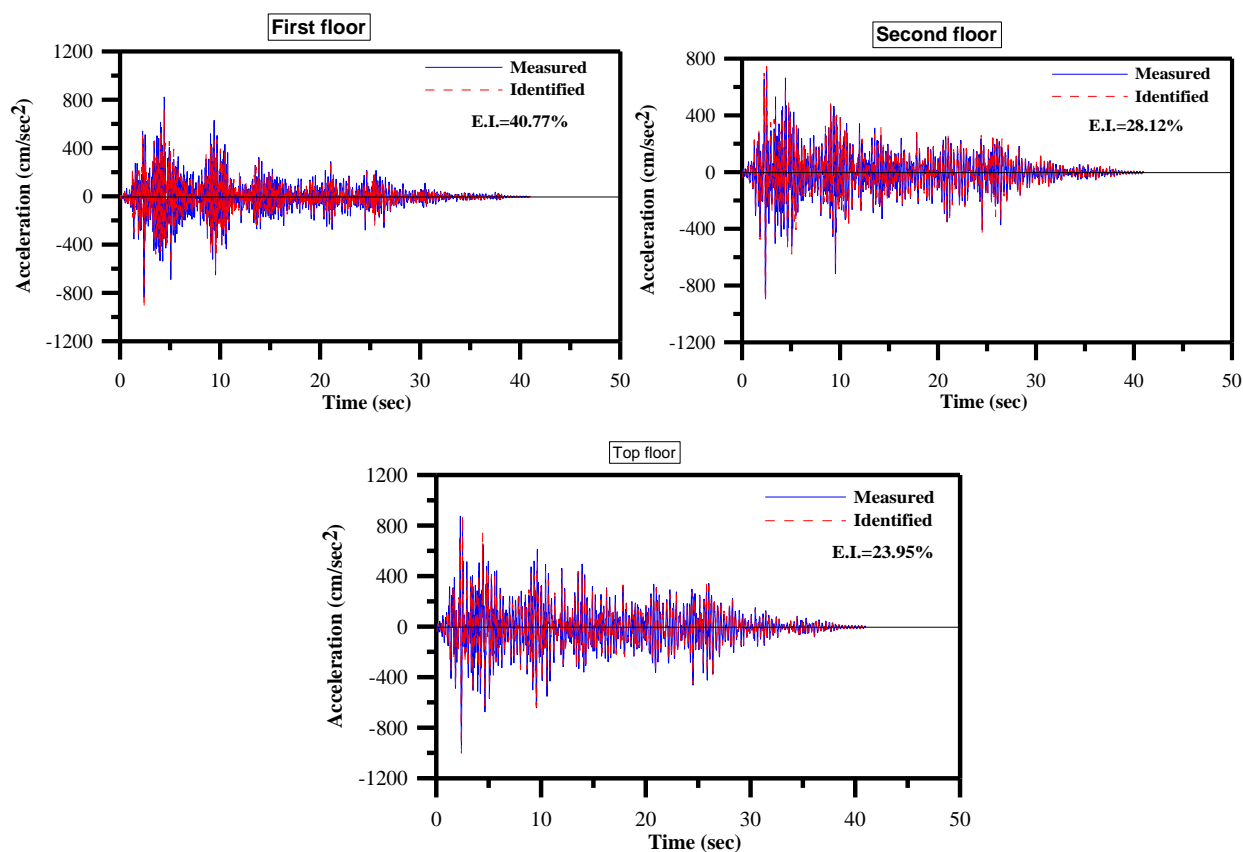 First floor
1200
800
400
0
-400
-800
-1200
Acceleration (cm/sec2)
Measured
Identified
E.I.=40.77%
0 10 20 30 40 50
Time (sec)
Second floor
800
400
0
-400
-800
-1200
Acceleration (cm/sec2)
Measured
Identified
E.I.=28.12%
0 10 20 30 40 50
Time (sec)
Top floor
1200
800
400
0
-400
-800
-1200
Acceleration (cm/sec2)
Measured
Identified
E.I.=23.95%
0 10 20 30 40 50
Time (sec)